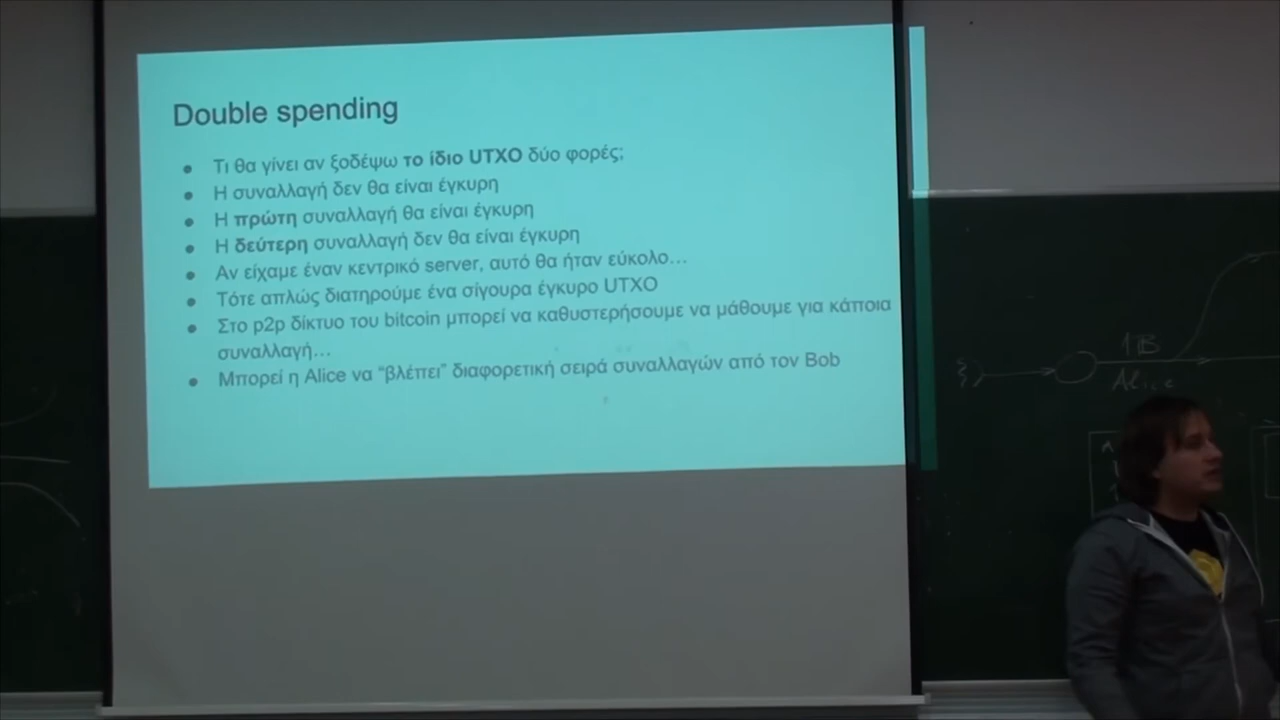 Double spending
● Τι θα γίνει αν ξοδέψω το ίδιο UTXO δύο φορές;
● Η συναλλαγή δεν θα είναι έγκυρη
● Η πρώτη συναλλαγή θα είναι έγκυρη
● Η δεύτερη συναλλαγή δεν θα είναι έγκυρη
● Αν είχαμε έναν κεντρικό server, αυτό θα ήταν εύκολο…
● Τότε απλώς διατηρούμε ένα σίγουρα έγκυρο UTXO
● Στο p2p δίκτυο του bitcoin μπορεί να καθυστερήσουμε να μάθουμε για κάποια
συναλλαγή…
● Μπορεί η Alice να “βλέπει” διαφορετική σειρά συναλλαγών από τον Bob
1B
Alice